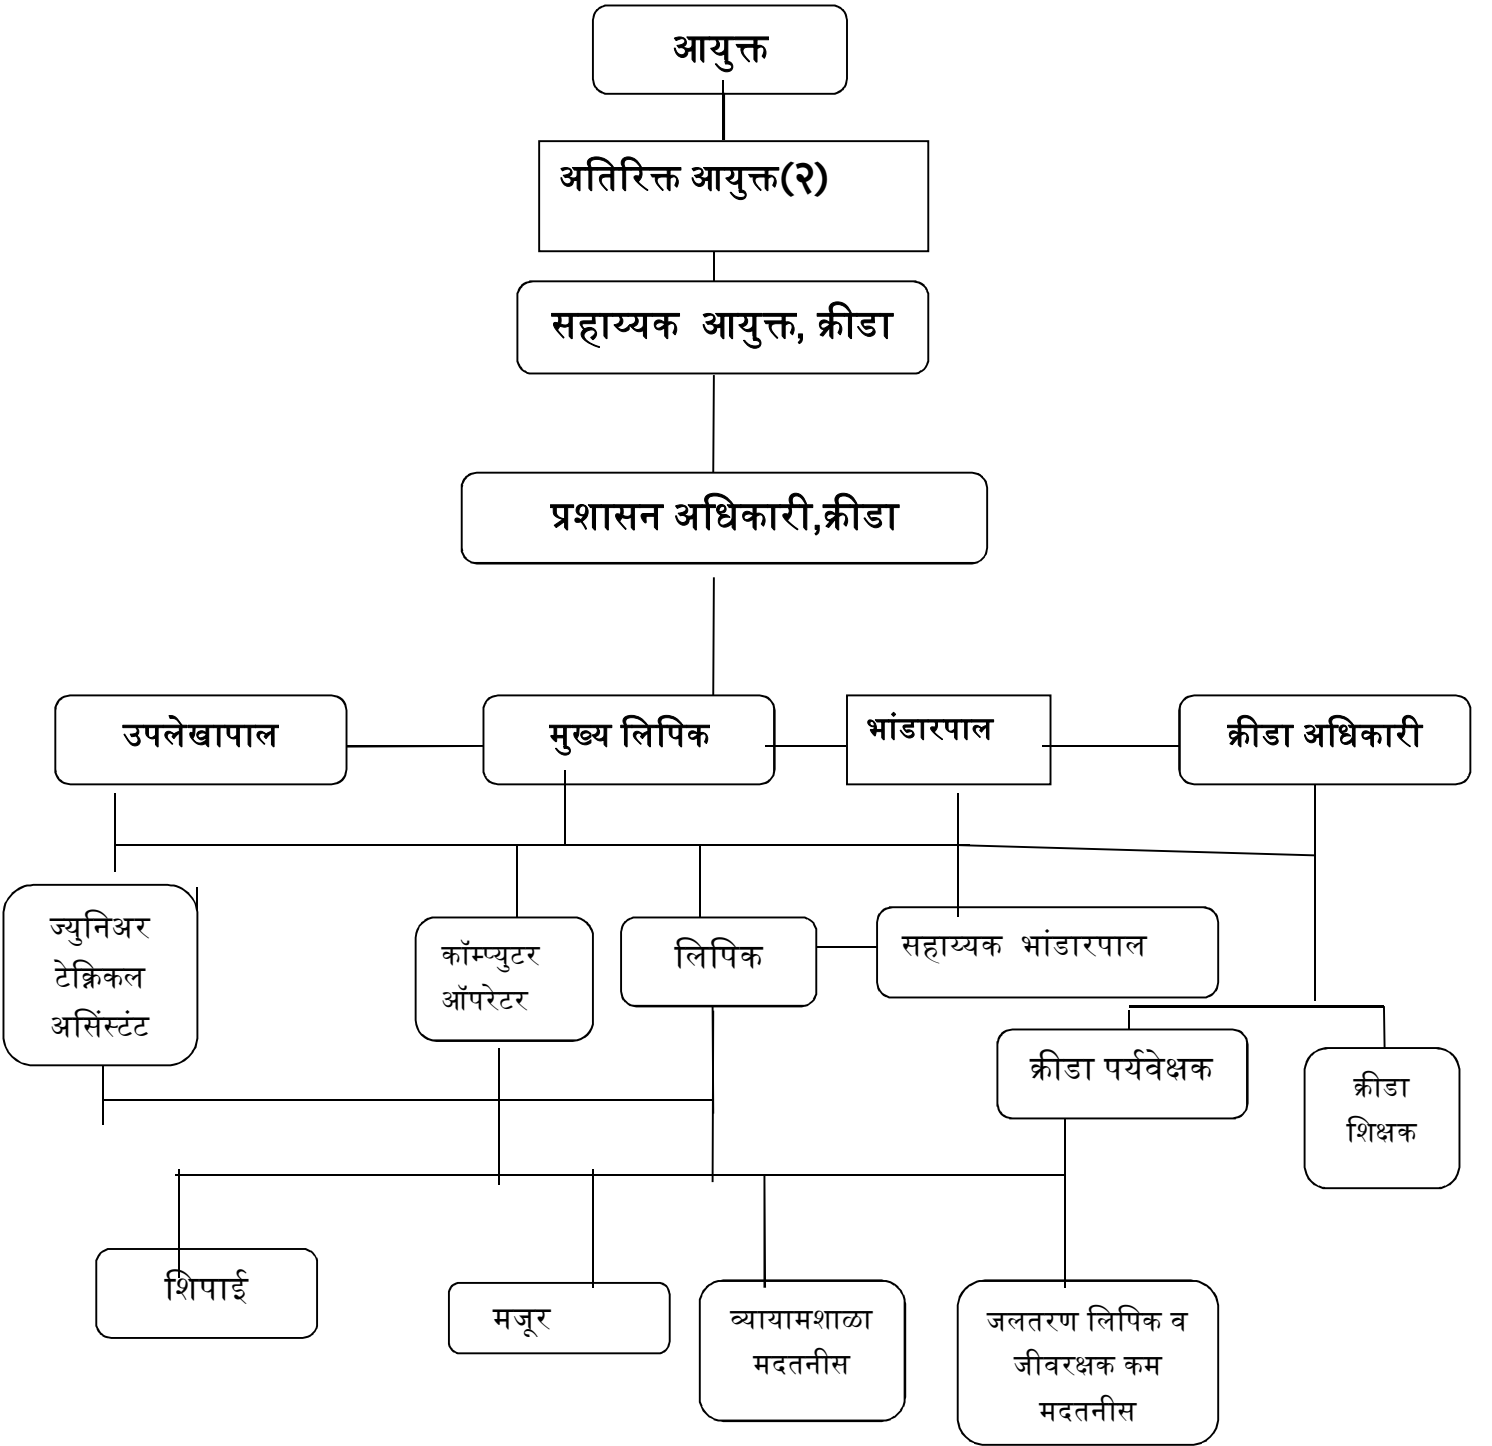 आयुक्त
अतिरिक्त आयुक्त(२)
सहाय्यक आयुक्त, क्रीडा
प्रशासन अधिकारी,क्रीडा
उपलेखापाल
मुख्य लिपिक
भांडारपाल
क्रीडा अधिकारी
ज्युनिअर
टेक्निकल
असिंस्टंट
कॉम्प्युटर
ऑपरेटर
लिपिक
सहाय्यक भांडारपाल
क्रीडा पर्यवेक्षक
क्रीडा
शिक्षक
शिपाई
मजूर
व्यायामशाळा
मदतनीस
जलतरण लिपिक व
जीवरक्षक कम
मदतनीस